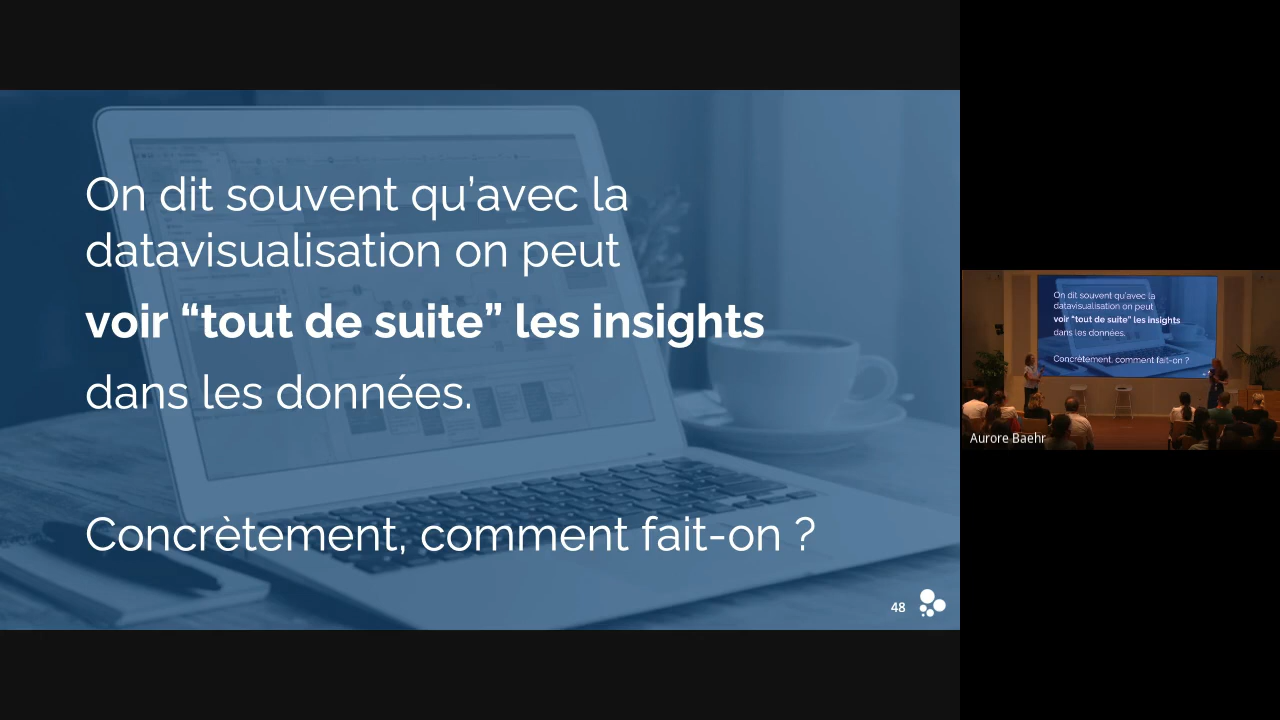 On dit souvent qu’avec la
datavisualisation on peut
voir “tout de suite” les insights
dans les données.
Concrètement, comment fait-on ?
48
On dit souvent qu’avec la
datavisualisation on peut
voir “tout de suite” les insights
dans les données.
Concrètement, comment fait-on ?
Aurore Baehr